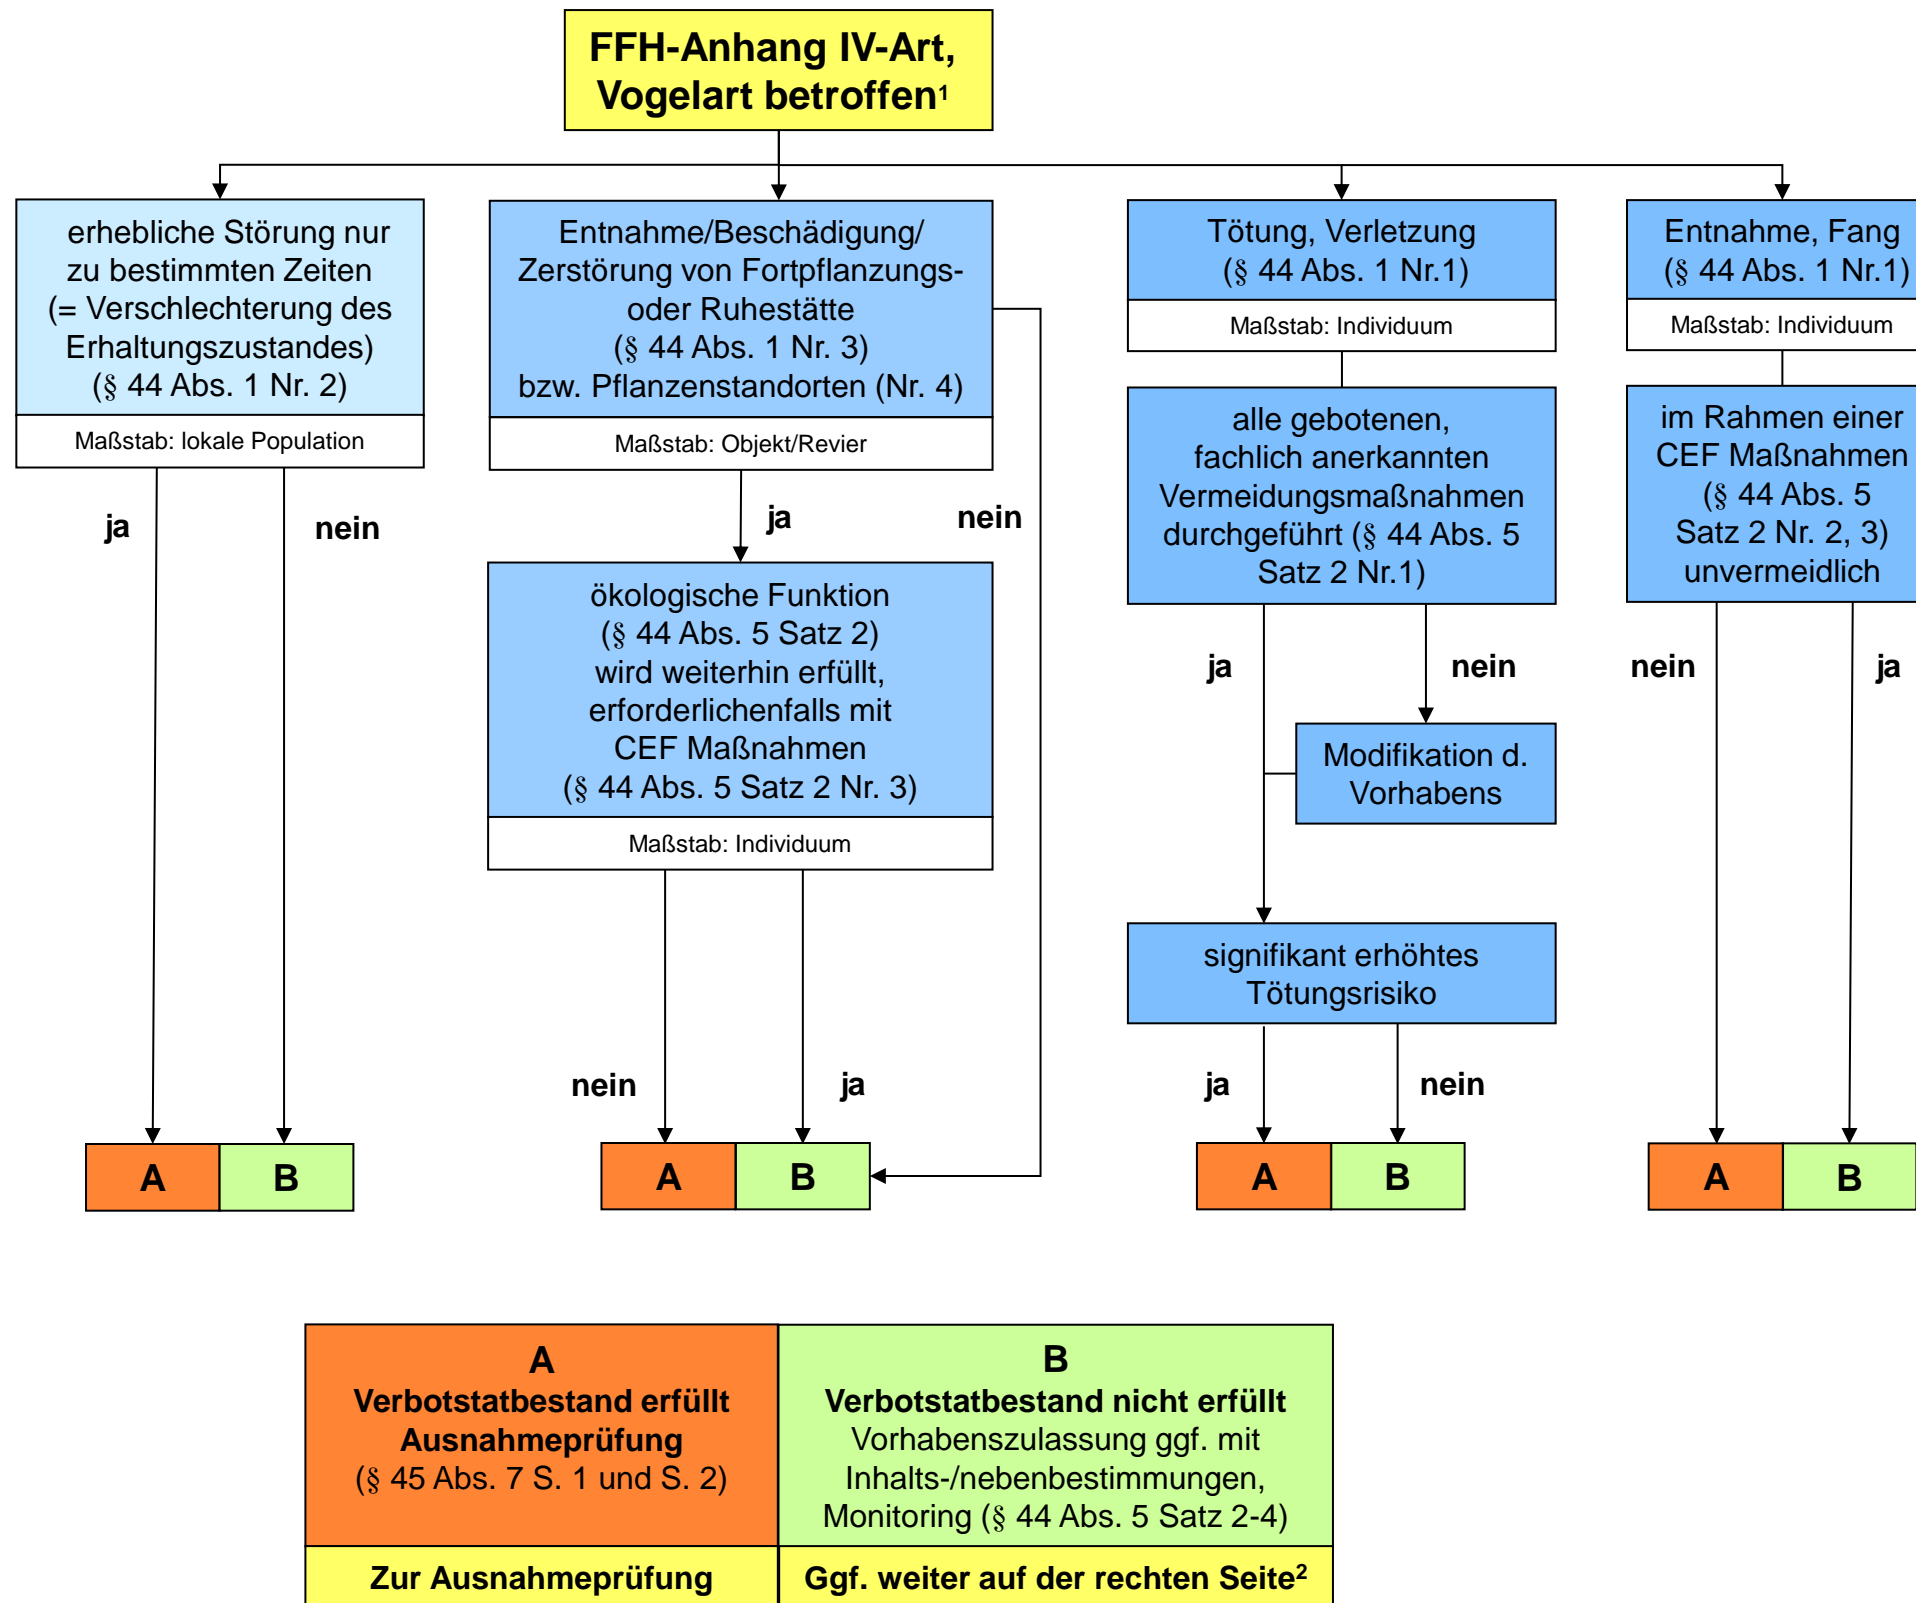 FFH-Anhang IV-Art,
Vogelart betroffen¹
erhebliche Störung nur
zu bestimmten Zeiten
(= Verschlechterung des
Erhaltungszustandes)
(§ 44 Abs. 1 Nr. 2)
Maßstab: lokale Population
ja
nein
Entnahme/Beschädigung/
Zerstörung von Fortpflanzungs-
oder Ruhestätte
(§ 44 Abs. 1 Nr. 3)
bzw. Pflanzenstandorten (Nr. 4)
Maßstab: Objekt/Revier
ja
nein
ökologische Funktion
(§ 44 Abs. 5 Satz 2)
wird weiterhin erfüllt,
erforderlichenfalls mit
CEF Maßnahmen
(§ 44 Abs. 5 Satz 2 Nr. 3)
Maßstab: Individuum
nein
ja
Tötung, Verletzung
(§ 44 Abs. 1 Nr.1)
Maßstab: Individuum
alle gebotenen,
fachlich anerkannten
Vermeidungsmaßnahmen
durchgeführt (§ 44 Abs. 5
Satz 2 Nr.1)
ja
nein
Modifikation d.
Vorhabens
signifikant erhöhtes
Tötungsrisiko
ja
nein
Entnahme, Fang
(§ 44 Abs. 1 Nr.1)
Maßstab: Individuum
im Rahmen einer
CEF Maßnahmen
(§ 44 Abs. 5
Satz 2 Nr. 2, 3)
unvermeidlich
nein
ja
A
B
A
B
A
B
A
B
A
Verbotstatbestand erfüllt
Ausnahmeprüfung
(§ 45 Abs. 7 S. 1 und S. 2)
Zur Ausnahmeprüfung
B
Verbotstatbestand nicht erfüllt
Vorhabenszulassung ggf. mit
Inhalts-/nebenbestimmungen,
Monitoring (§ 44 Abs. 5 Satz 2-4)
Ggf. weiter auf der rechten Seite²